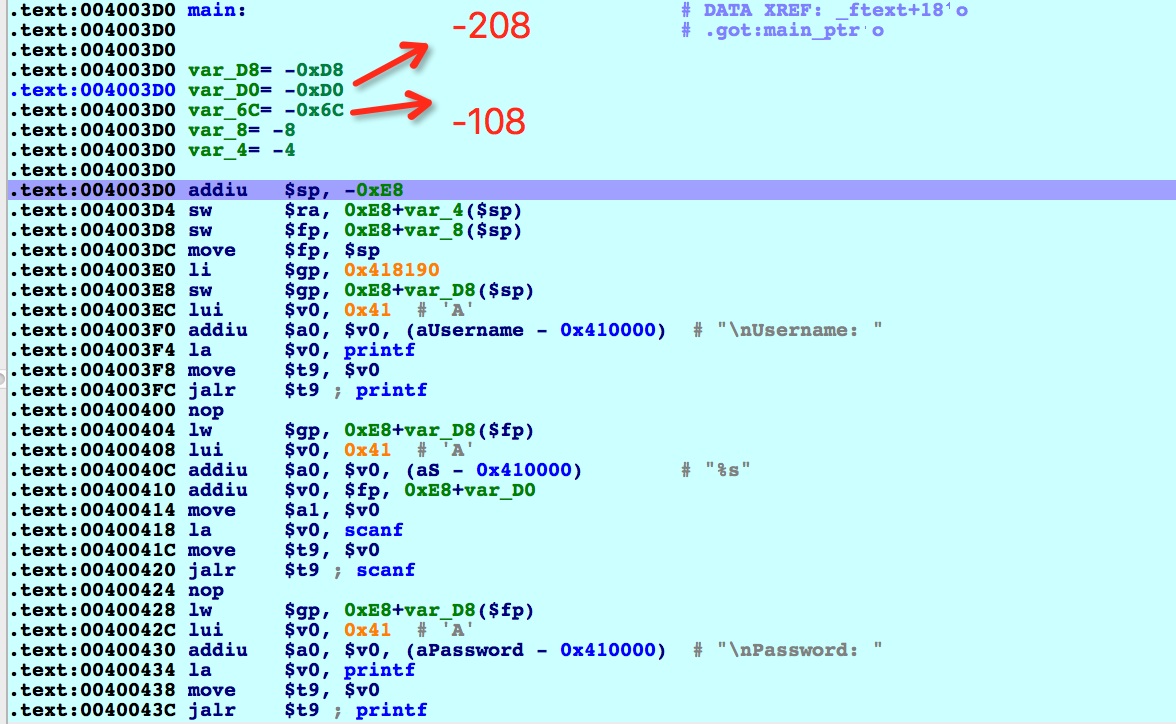 .text:004003D0 main: # DATA XREF: _ftext+18↑o
.text:004003D0 # .got:main_ptr↑o
.text:004003D0
.text:004003D0 var_D8= -0xD8
.text:004003D0 var_D0= -0xD0
.text:004003D0 var_6C= -0x6C
.text:004003D0 var_8= -8
.text:004003D0 var_4= -4
.text:004003D0
-208
-108
.text:004003D0 addiu $sp, -0xE8
.text:004003D4 sw $ra, 0xE8+var_4($sp)
.text:004003D8 sw $fp, 0xE8+var_8($sp)
.text:004003DC move $fp, $sp
.text:004003E0 li $gp, 0x418190
.text:004003E8 sw $gp, 0xE8+var_D8($sp)
.text:004003EC lui $v0, 0x41 # 'A'
.text:004003F0 addiu $a0, $v0, (aUsername - 0x410000) # "\nUsername: "
.text:004003F4 la $v0, printf
.text:004003F8 move $t9, $v0
.text:004003FC jalr $t9 ; printf
.text:00400400 nop
.text:00400404 lw $gp, 0xE8+var_D8($fp)
.text:00400408 lui $v0, 0x41 # 'A'
.text:0040040C addiu $a0, $v0, (aS - 0x410000) # "%s"
.text:00400410 addiu $v0, $fp, 0xE8+var_D0
.text:00400414 move $a1, $v0
.text:00400418 la $v0, scanf
.text:0040041C move $t9, $v0
.text:00400420 jalr $t9 ; scanf
.text:00400424 nop
.text:00400428 lw $gp, 0xE8+var_D8($fp)
.text:0040042C lui $v0, 0x41 # 'A'
.text:00400430 addiu $a0, $v0, (aPassword - 0x410000) # "\nPassword: "
.text:00400434 la $v0, printf
.text:00400438 move $t9, $v0
.text:0040043C jalr $t9 ; printf